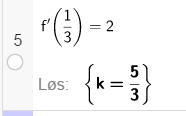 5
f'(1/3) = 2
Løs: {k = 5/3}